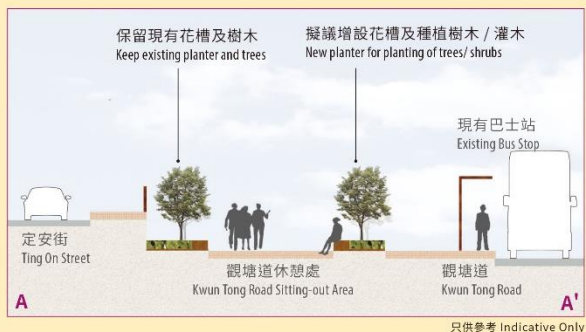 保留現有花槽及樹木
Keep existing planter and trees
擬議增設花槽及種植樹木 / 灌木
New planter for planting of trees/ shrubs
現有巴士站
Existing Bus Stop
定安街
Ting On Street
觀塘道休憩處
Kwun Tong Road Sitting-out Area
觀塘道
Kwun Tong Road
A
A'
只供參考 Indicative Only